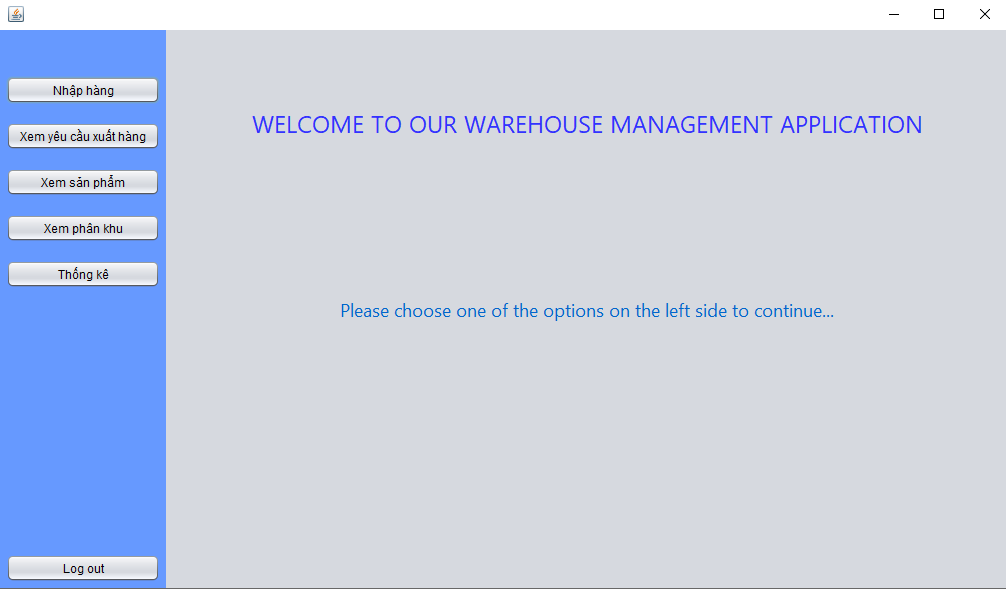 Nhập hàng
Xem yêu cầu xuất hàng
Xem sản phẩm
Xem phân khu
Thống kê
Log out
WELCOME TO OUR WAREHOUSE MANAGEMENT APPLICATION
Please choose one of the options on the left side to continue...